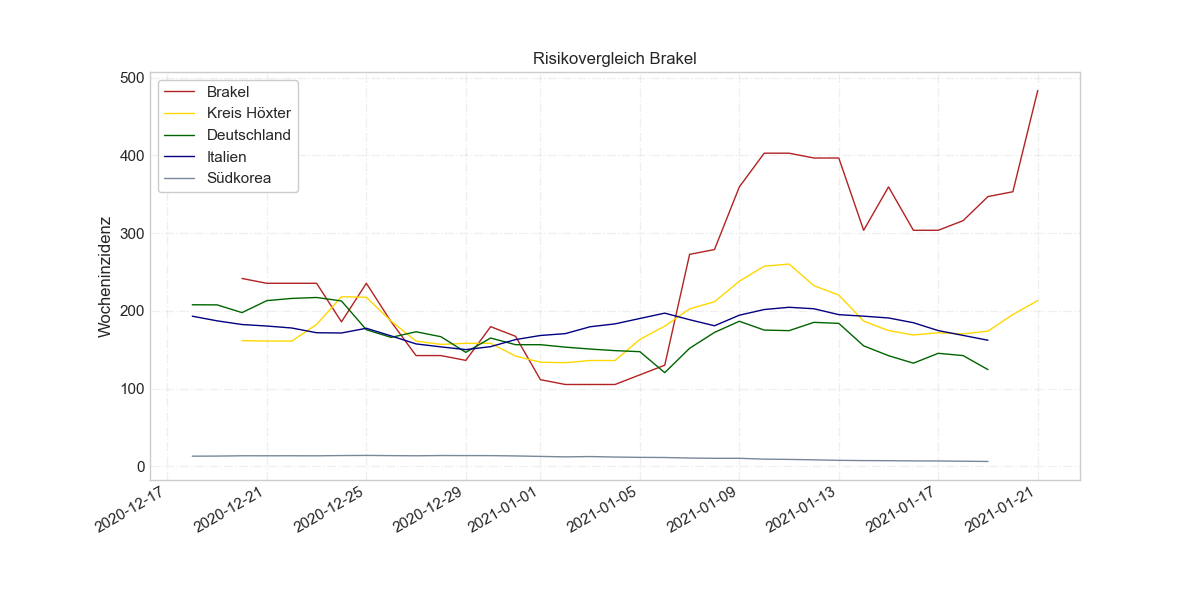 Risikovergleich Brakel
Wocheninzidenz
500
400
300
200
100
0
Brakel
Kreis Höxter
Deutschland
Italien
Südkorea
2020-12-17
2020-12-21
2020-12-25
2020-12-29
2021-01-01
2021-01-05
2021-01-09
2021-01-13
2021-01-17
2021-01-21